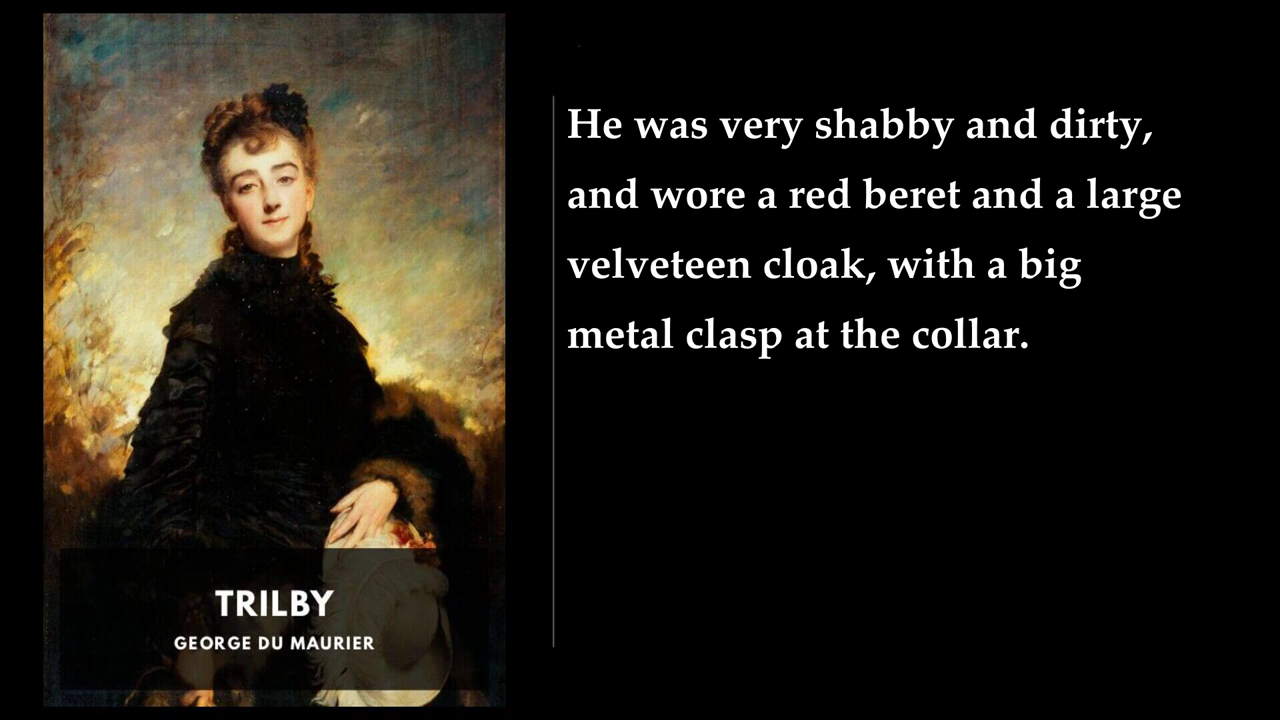 He was very shabby and dirty,
and wore a red beret and a large
velveteen cloak, with a big
metal clasp at the collar.
TRILBY
GEORGE DU MAURIER